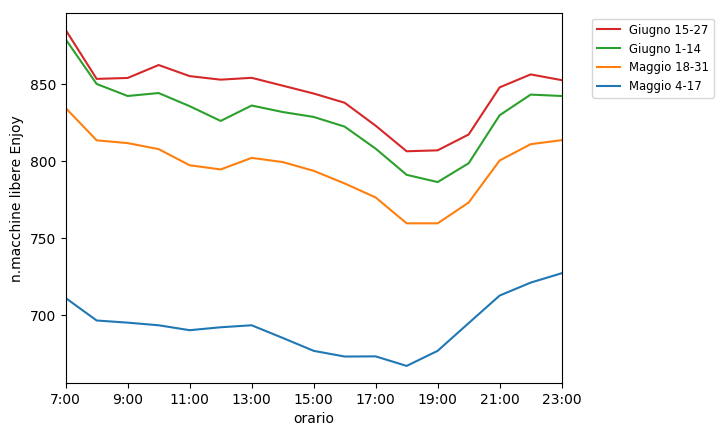 n.macchine libere Enjoy
850
800
750
700
7:00 9:00 11:00 13:00 15:00 17:00 19:00 21:00 23:00
orario
Giugno 15-27
Giugno 1-14
Maggio 18-31
Maggio 4-17